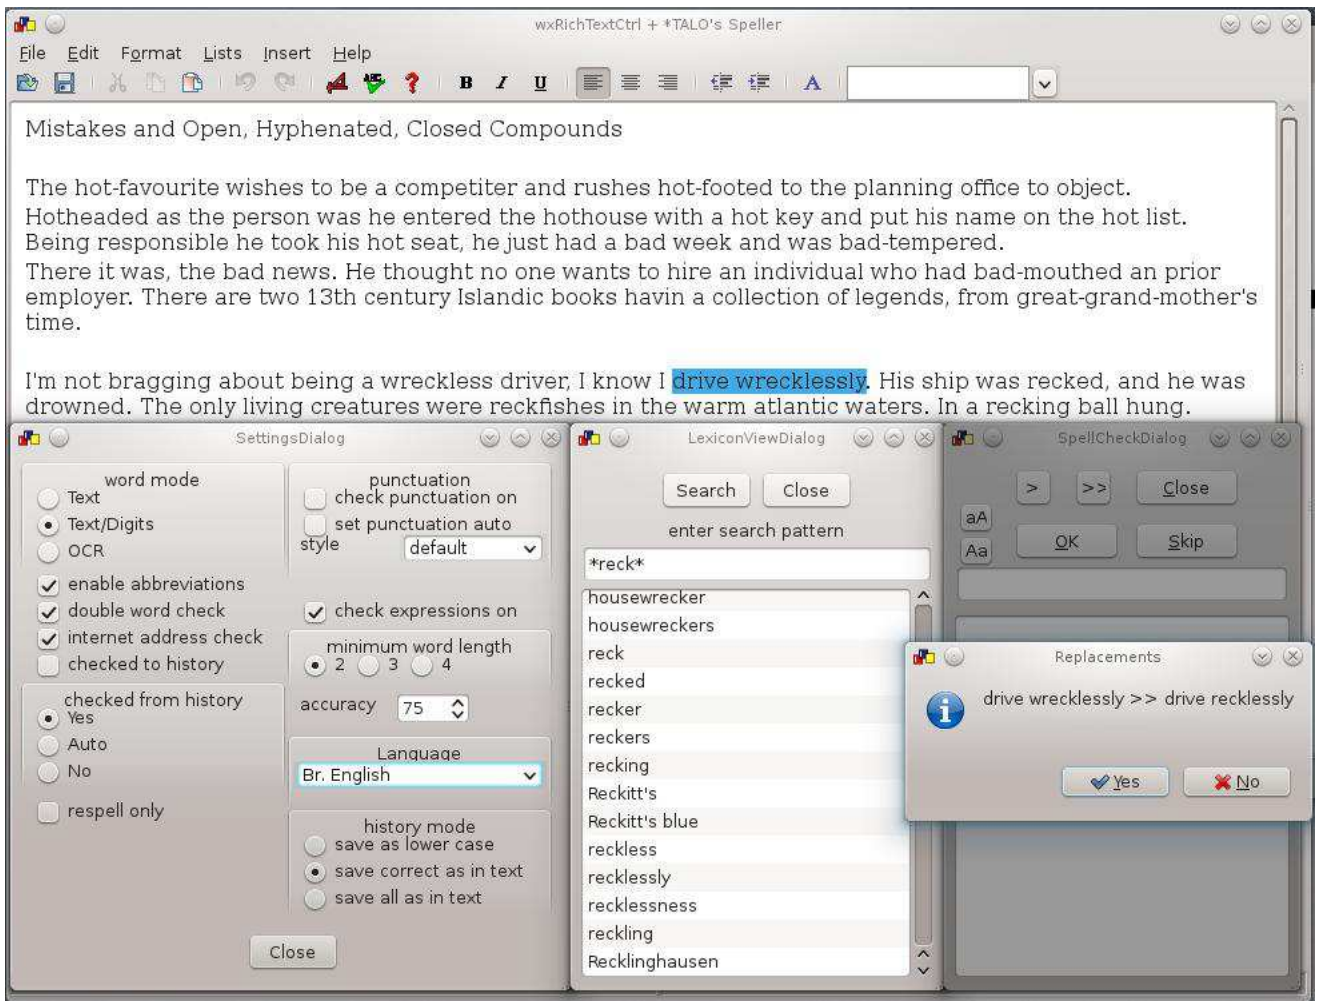 wxRichTextCtrl + *TALO's Speller
File Edit Format Lists Insert Help
ABC
B I U A
Mistakes and Open, Hyphenated, Closed Compounds
The hot-favourite wishes to be a competiter and rushes hot-footed to the planning office to object.
Hotheaded as the person was he entered the hothouse with a hot key and put his name on the hot list.
Being responsible he took his hot seat, he just had a bad week and was bad-tempered.
There it was, the bad news. He thought no one wants to hire an individual who had bad-mouthed an prior
employer. There are two 13th century Islandic books havin a collection of legends, from great-grand-mother's
time.
I'm not bragging about being a wreckless driver, I know I drive wrecklessly. His ship was recked, and he was
drowned. The only living creatures were reckfishes in the warm atlantic waters. In a recking ball hung.
SettingsDialog
word mode
Text
Text/Digits
OCR
enable abbreviations
double word check
internet address check
checked to history
checked from history
Yes
Auto
No
respell only
punctuation
check punctuation on
set punctuation auto
style default
check expressions on
minimum word length
2 3 4
accuracy 75
Language
Br. English
history mode
save as lower case
save correct as in text
save all as in text
Close
LexiconViewDialog
Search Close
enter search pattern
*reck*
housewrecker
housewreckers
reck
recked
recker
reckers
recking
Reckitt's
Reckitt's blue
reckless
recklessly
recklessness
reckling
Recklinghausen
SpellCheckDialog
> >> Close
aA
Aa OK Skip
Replacements
drive wrecklessly >> drive recklessly
Yes No